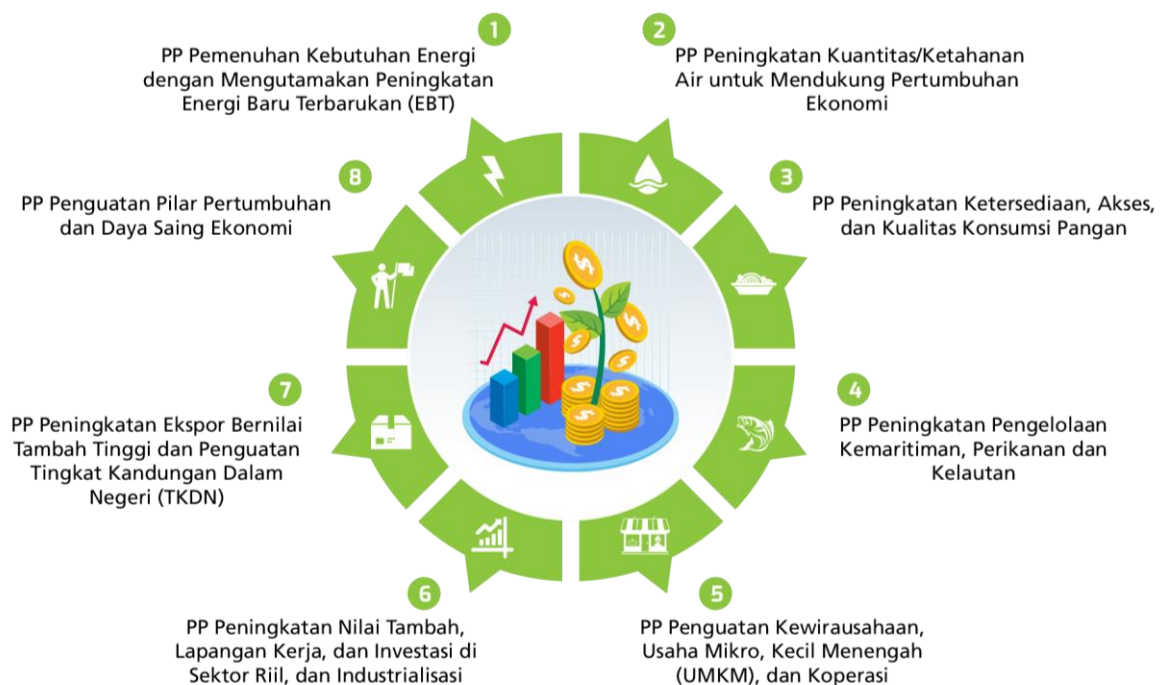 1
PP Pemenuhan Kebutuhan Energi
dengan Mengutamakan Peningkatan
Energi Baru Terbarukan (EBT)
2
PP Peningkatan Kuantitas/Ketahanan
Air untuk Mendukung Pertumbuhan
Ekonomi
3
PP Peningkatan Ketersediaan, Akses,
dan Kualitas Konsumsi Pangan
4
PP Peningkatan Pengelolaan
Kemaritiman, Perikanan dan
Kelautan
5
PP Penguatan Kewirausahaan,
Usaha Mikro, Kecil Menengah
(UMKM), dan Koperasi
6
PP Peningkatan Nilai Tambah,
Lapangan Kerja, dan Investasi di
Sektor Riil, dan Industrialisasi
7
PP Peningkatan Ekspor Bernilai
Tambah Tinggi dan Penguatan
Tingkat Kandungan Dalam
Negeri (TKDN)
8
PP Penguatan Pilar Pertumbuhan
dan Daya Saing Ekonomi